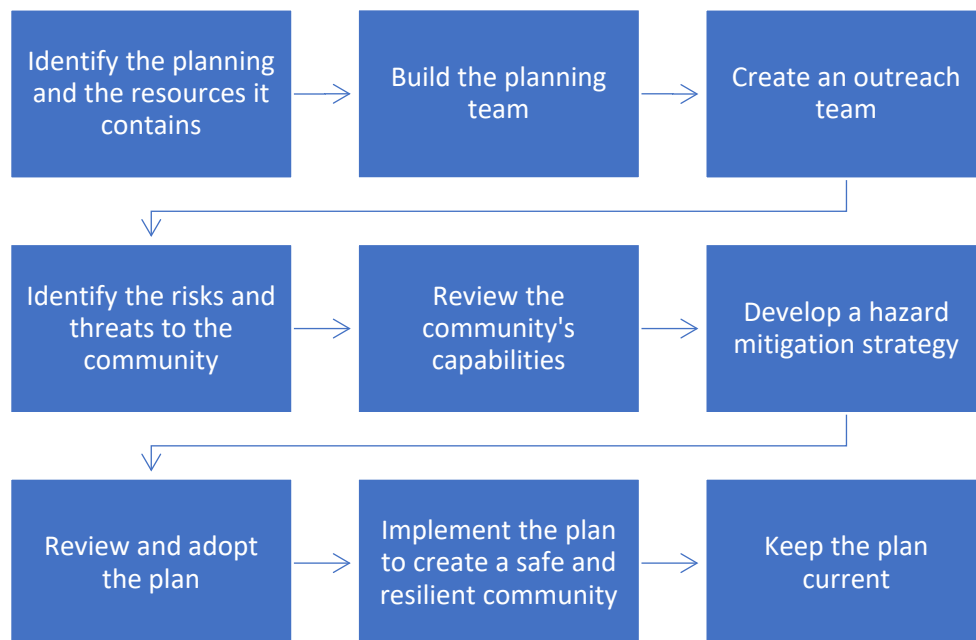 Identify the planning
and the resources it
contains
Build the planning
team
Create an outreach
team
Identify the risks and
threats to the
community
Review the
community's
capabilities
Develop a hazard
mitigation strategy
Review and adopt
the plan
Implement the plan
to create a safe and
resilient community
Keep the plan
current